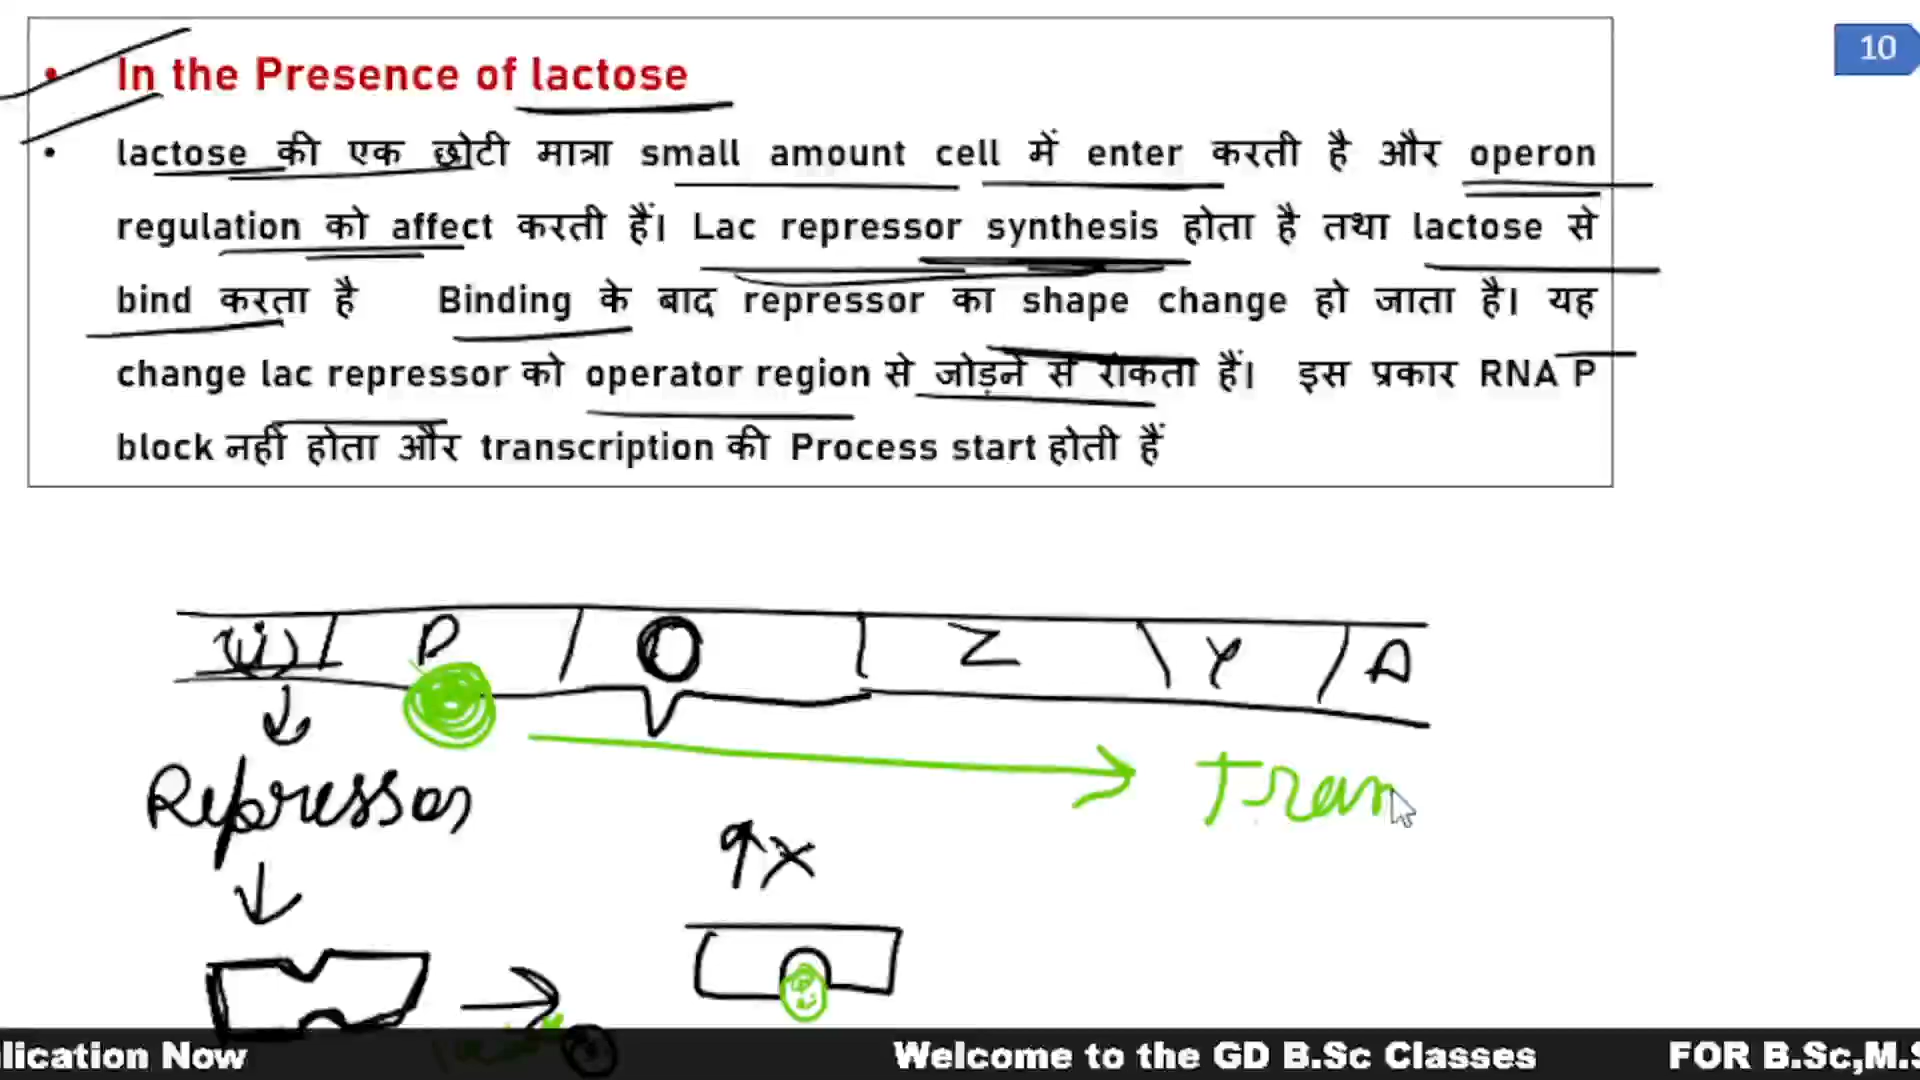 10
• In the Presence of lactose
• lactose की एक छोटी मात्रा small amount cell में enter करती है और operon
regulation को affect करती हैं। Lac repressor synthesis होता है तथा lactose से
bind करता है Binding के बाद repressor का shape change हो जाता है। यह
change lac repressor को operator region से जोड़ने से रोकता हैं। इस प्रकार RNA P
block नहीं होता और transcription की Process start होती हैं
(i) P O Z Y A
Repressor
Tran
X
lication Now Welcome to the GD B.Sc Classes FOR B.Sc,M.S